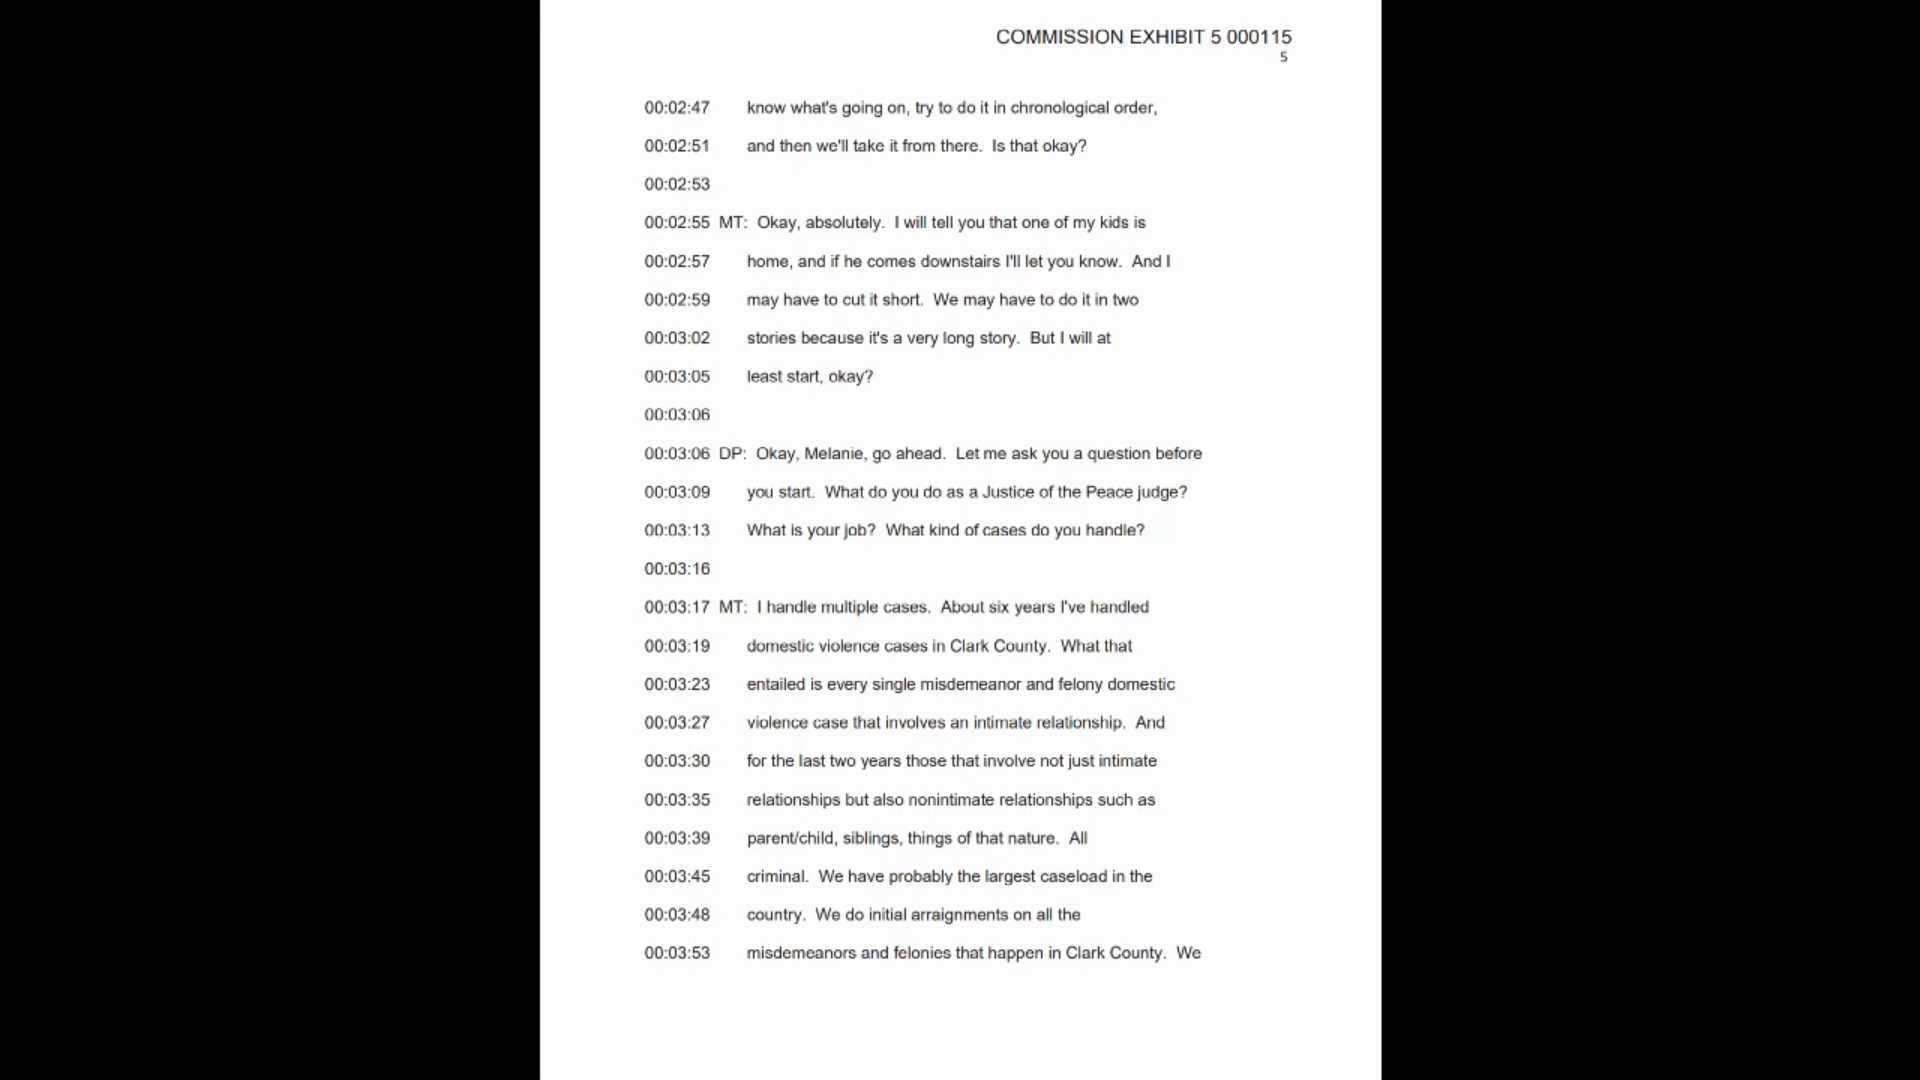 COMMISSION EXHIBIT 5 000115
5
00:02:47 know what's going on, try to do it in chronological order,
00:02:51 and then we'll take it from there. Is that okay?
00:02:53
00:02:55 MT: Okay, absolutely. I will tell you that one of my kids is
00:02:57 home, and if he comes downstairs I'll let you know. And I
00:02:59 may have to cut it short. We may have to do it in two
00:03:02 stories because it's a very long story. But I will at
00:03:05 least start, okay?
00:03:06
00:03:06 DP: Okay, Melanie, go ahead. Let me ask you a question before
00:03:09 you start. What do you do as a Justice of the Peace judge?
00:03:13 What is your job? What kind of cases do you handle?
00:03:16
00:03:17 MT: I handle multiple cases. About six years I've handled
00:03:19 domestic violence cases in Clark County. What that
00:03:23 entailed is every single misdemeanor and felony domestic
00:03:27 violence case that involves an intimate relationship. And
00:03:30 for the last two years those that involve not just intimate
00:03:35 relationships but also nonintimate relationships such as
00:03:39 parent/child, siblings, things of that nature. All
00:03:45 criminal. We have probably the largest caseload in the
00:03:48 country. We do initial arraignments on all the
00:03:53 misdemeanors and felonies that happen in Clark County. We